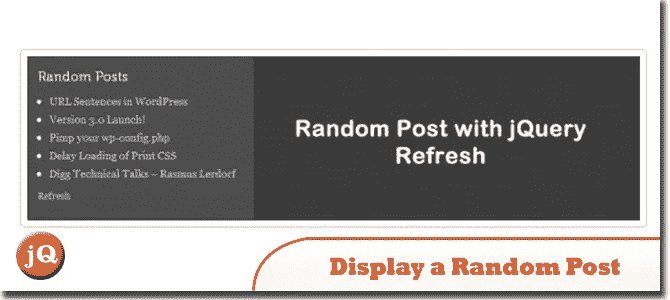 Random Posts
URL Sentences in WordPress
Version 3.0 Launch!
Pimp your wp-config.php
Delay Loading of Print CSS
Digg Technical Talks – Rasmus Lerdorf
Refresh
Random Post with jQuery
Refresh
jQ
Display a Random Post